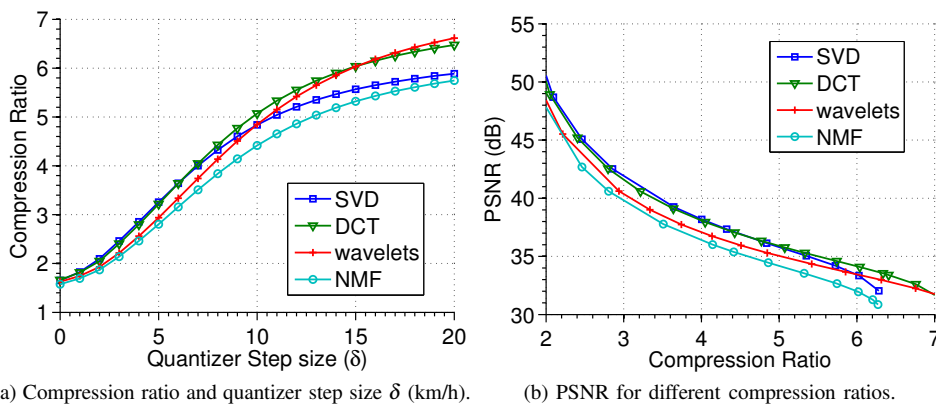 7
6
5
4
3
2
1
0 5 10 15 20
Compression Ratio
Quantizer Step size (δ)
SVD
DCT
wavelets
NMF
a) Compression ratio and quantizer step size δ (km/h).
55
50
45
40
35
30
2 3 4 5 6 7
PSNR (dB)
Compression Ratio
SVD
DCT
wavelets
NMF
(b) PSNR for different compression ratios.